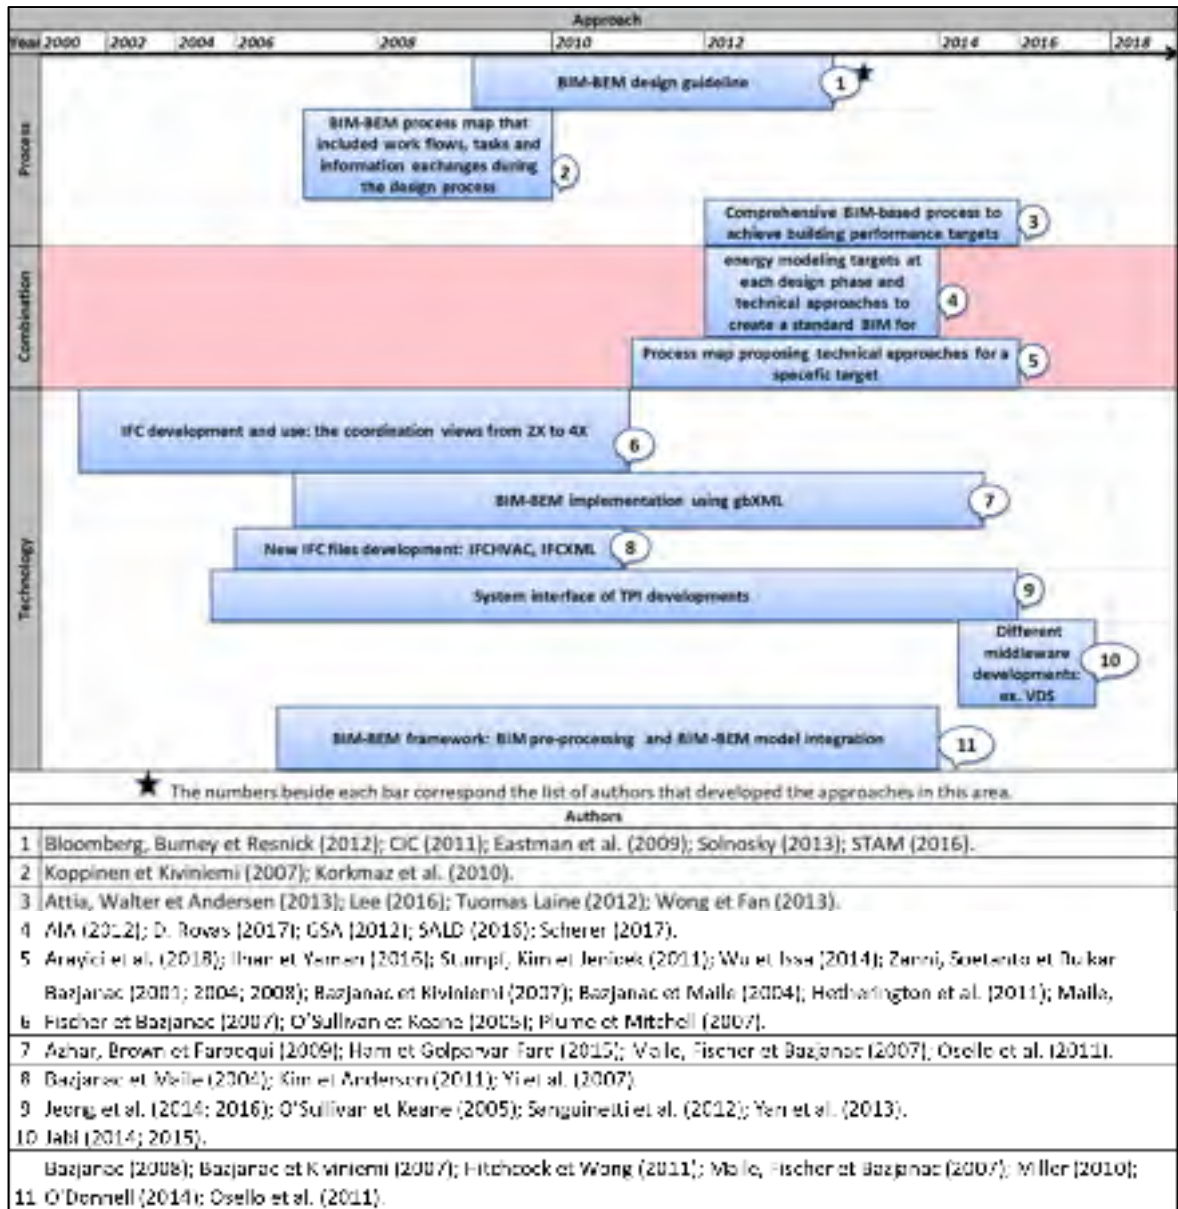 Approach
Year 2000 2002 2004 2006 2008 2010 2012 2014 2016 2018
Process
BIM-BEM design guideline
1
BIM-BEM process map that
included work flows, tasks and
information exchanges during
the design process
2
Comprehensive BIM-based process to
achieve building performance targets
3
Combination
energy modeling targets at
each design phase and
technical approaches to
create a standard BIM for
4
Process map proposing technical approaches for a
specefic target
5
Technology
IFC development and use: the coordination views from 2X to 4X
6
BIM-BEM implementation using gbXML
7
New IFC files development: IFCHVAC, IFCXML
8
System interface of TPI developments
9
Different
middleware
developments:
ex. VDS
10
BIM-BEM framework: BIM pre-processing and BIM -BEM model integration
11
The numbers beside each bar correspond the list of authors that developed the approaches in this area.
Authors
1 Bloomberg, Burney et Resnick (2012); CIC (2011); Eastman et al. (2009); Solnosky (2013); STAM (2016).
2 Koppinen et Kiviniemi (2007); Korkmaz et al. (2010).
3 Attia, Walter et Andersen (2013); Lee (2016); Tuomas Laine (2012); Wong et Fan (2013).
4 AIA (2012); D. Rovas (2017); GSA (2012); SALD (2016); Scherer (2017).
5 Arayici et al. (2018); Ilhan et Yaman (2016); Stumpf, Kim et Jenicek (2011); Wu et Issa (2014); Zanni, Soetanto et Ruikar
Bazjanac (2001; 2004; 2008); Bazjanac et Kiviniemi (2007); Bazjanac et Maile (2004); Hetherington et al. (2011); Maile,
6 Fischer et Bazjanac (2007); O'Sullivan et Keane (2005); Plume et Mitchell (2007).
7 Azhar, Brown et Farooqui (2009); Ham et Golparvar-Fard (2015); Maile, Fischer et Bazjanac (2007); Osello et al. (2011).
8 Bazjanac et Maile (2004); Kim et Anderson (2011); Yi et al. (2007).
9 Jeong et al. (2014; 2016); O'Sullivan et Keane (2005); Sanguinetti et al. (2012); Yan et al. (2013).
10 Jabi (2014; 2015).
Bazjanac (2008); Bazjanac et Kiviniemi (2007); Hitchcock et Wong (2011); Maile, Fischer et Bazjanac (2007); Miller (2010);
11 O'Donnell (2014); Osello et al. (2011).